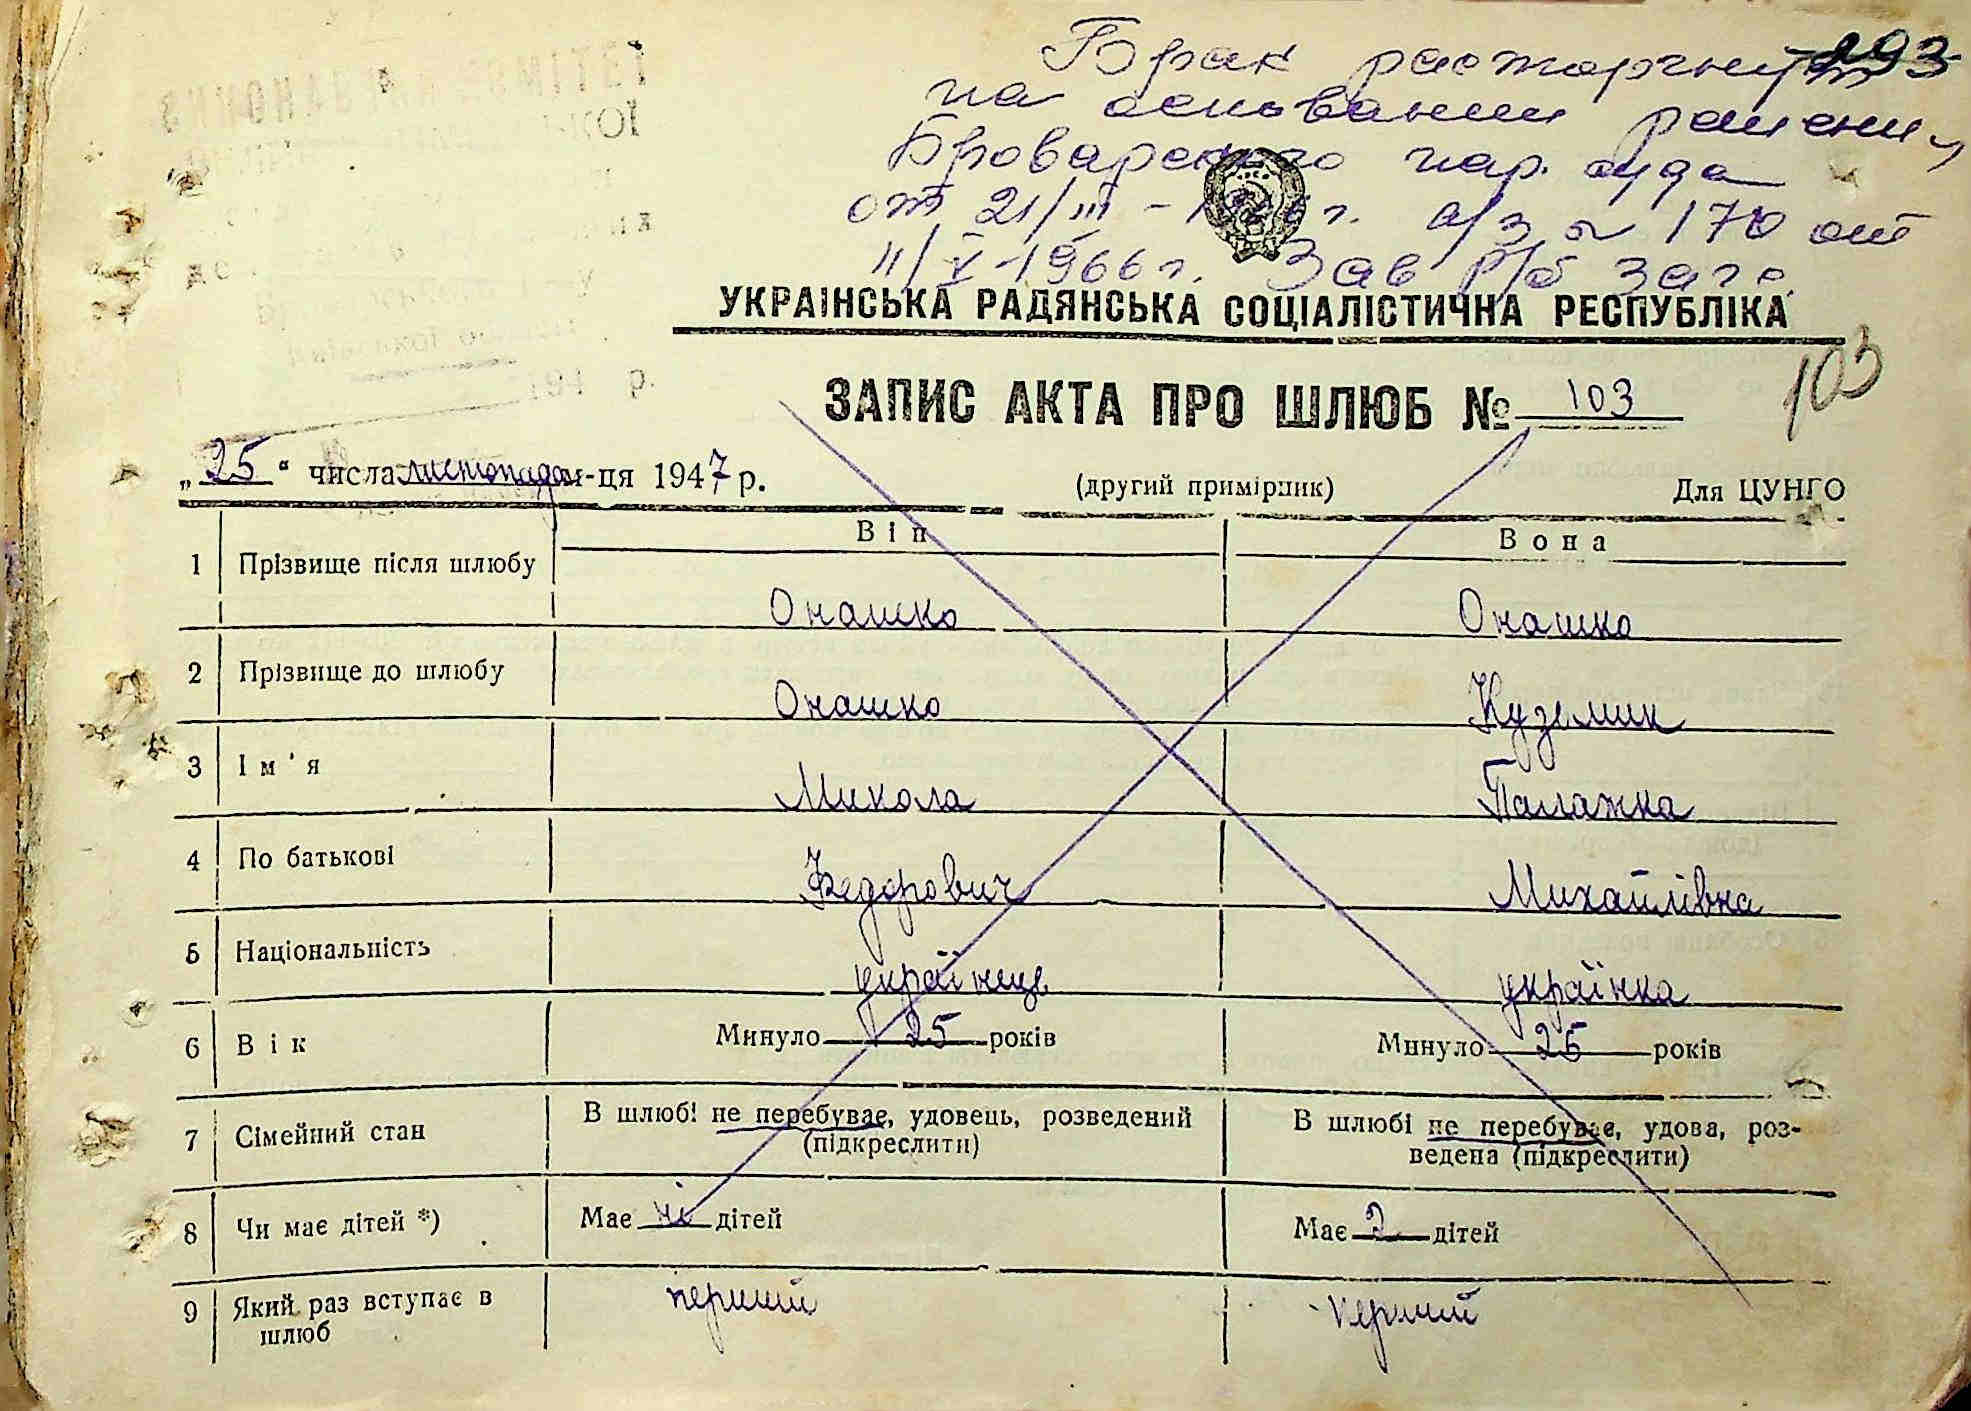 293
Брак расторгнут
на основании решения
Броварского нар. суда
от 21/III - 1966 г. а/з № 170 от
11/V-1966 г. Зав р/б загс.
УКРАЇНСЬКА РАДЯНСЬКА СОЦІАЛІСТИЧНА РЕСПУБЛІКА
103
ЗАПИС АКТА ПРО ШЛЮБ № 103
„25“ числа листопада м-ця 1947 р.
(другий примірник) Для ЦУНГО
Він Вона
1 Прізвище після шлюбу Онашко Онашко
2 Прізвище до шлюбу Онашко Куземик
3 Ім'я Микола Палажка
4 По батькові Федорович Михайлівна
5 Національність українець українка
6 Вік Минуло 25 років Минуло 25 років
7 Сімейний стан В шлюбі не перебуває, удовець, розведений (підкреслити) В шлюбі не перебуває, удова, роз-
ведена (підкреслити)
8 Чи має дітей *) Має ні дітей Має 2 дітей
9 Який раз вступає в шлюб перший перший